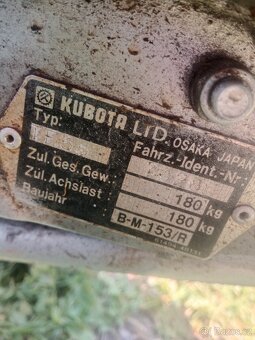 KUBOTA LTD. OSAKA JAPAN
Typ:
Fahrz.-Ident.-Nr.:
Zul. Ges. Gew. 180 kg
Zul. Achslast 180 kg
Baujahr B-M-153/R